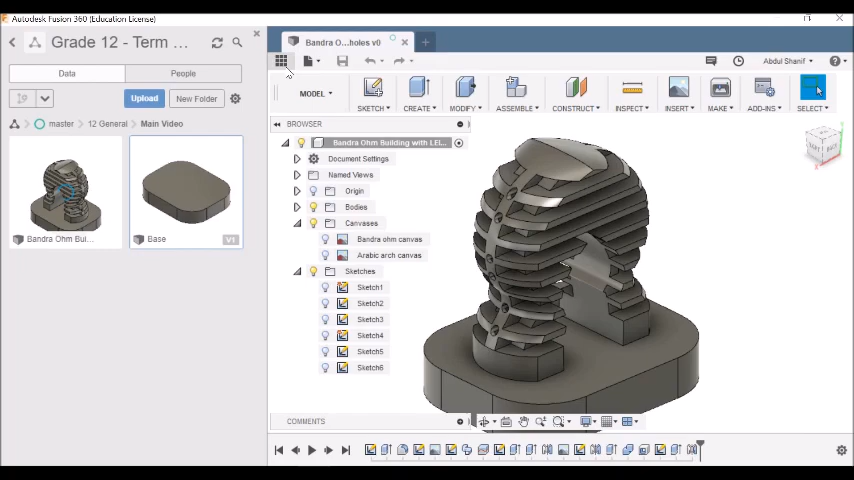 Autodesk Fusion 360 (Education License)
Grade 12 - Term ...
Data
People
Upload
New Folder
master
12 General
Main Video
Bandra Ohm Bui...
Base
V1
Bandra O...holes v0
Abdul Shanif
MODEL
SKETCH
CREATE
MODIFY
ASSEMBLE
CONSTRUCT
INSPECT
INSERT
MAKE
ADD-INS
SELECT
BROWSER
Bandra Ohm Building with LEI...
Document Settings
Named Views
Origin
Bodies
Canvases
Bandra ohm canvas
Arabic arch canvas
Sketches
Sketch1
Sketch2
Sketch3
Sketch4
Sketch5
Sketch6
COMMENTS